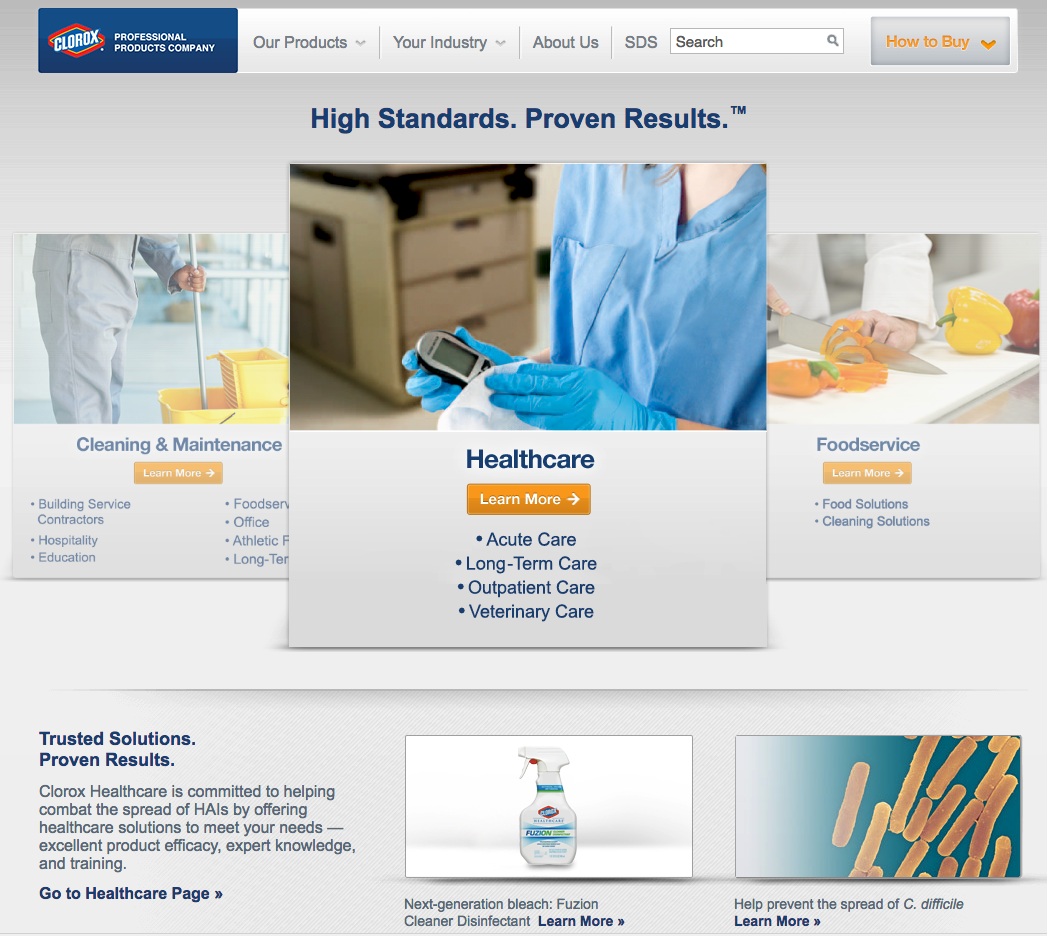 CLOROX
PROFESSIONAL
PRODUCTS COMPANY
Our Products
Your Industry
About Us
SDS
Search
How to Buy
High Standards. Proven Results.™
Cleaning & Maintenance
Learn More →
• Building Service
Contractors
• Hospitality
• Education
• Foodserv
• Office
• Athletic F
• Long-Ter
Healthcare
Learn More →
• Acute Care
• Long-Term Care
• Outpatient Care
• Veterinary Care
Foodservice
Learn More →
• Food Solutions
• Cleaning Solutions
Trusted Solutions.
Proven Results.
Clorox Healthcare is committed to helping
combat the spread of HAIs by offering
healthcare solutions to meet your needs —
excellent product efficacy, expert knowledge,
and training.
Go to Healthcare Page »
CLOROX
HEALTHCARE
FUZION
Next-generation bleach: Fuzion
Cleaner Disinfectant Learn More »
Help prevent the spread of C. difficile
Learn More »